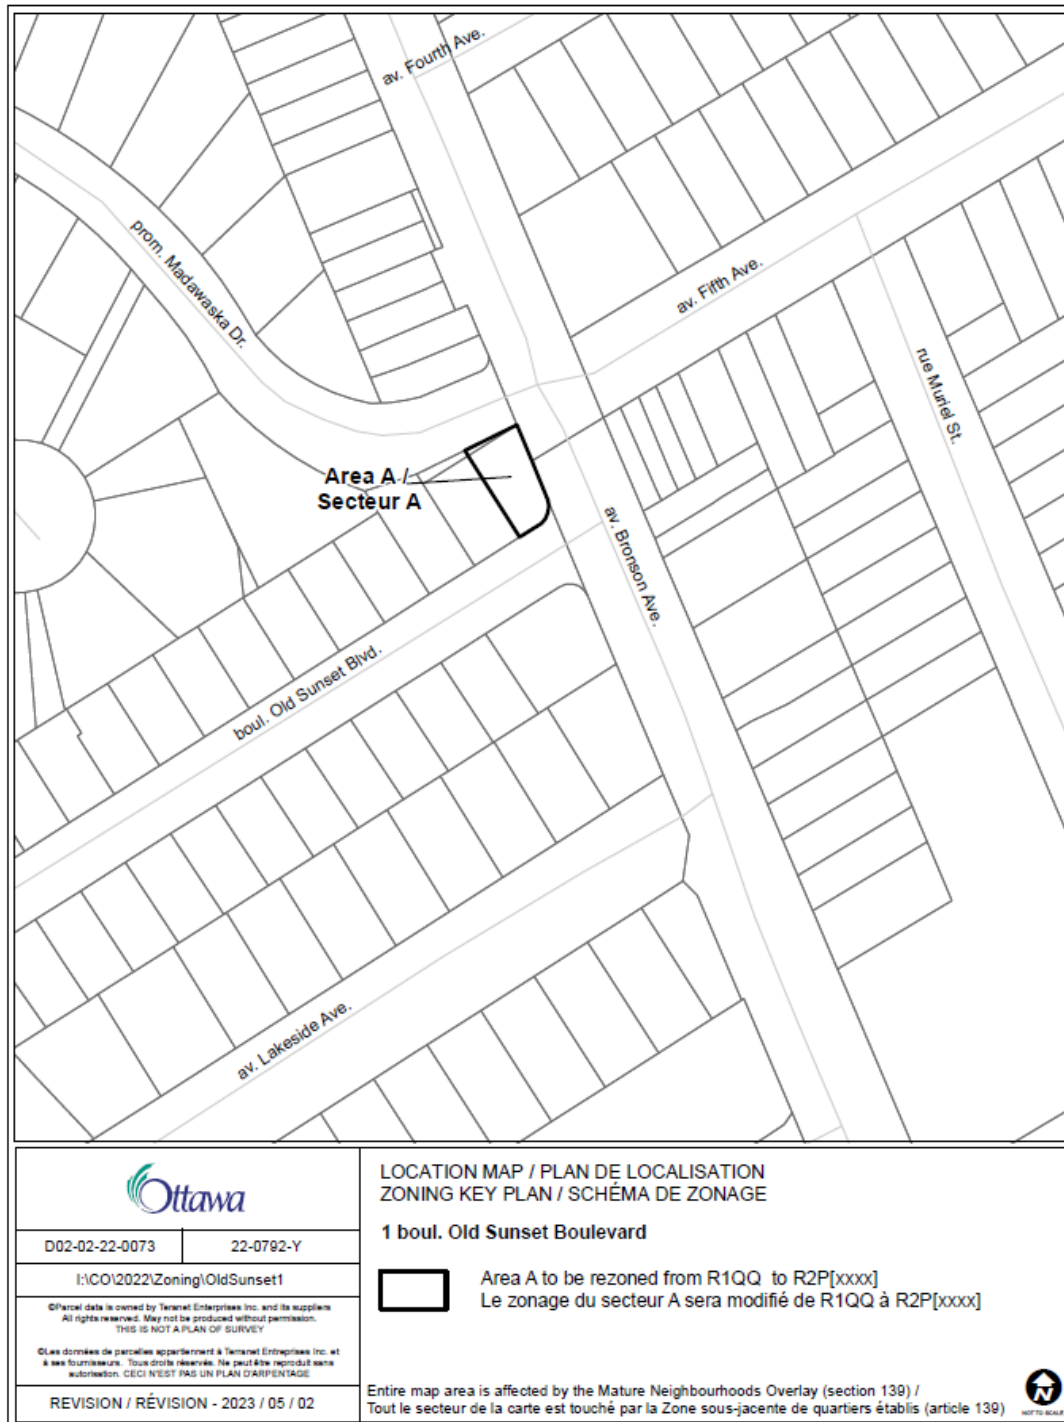 av. Fourth Ave.
prom. Madawaska Dr.
av. Fifth Ave.
rue Muriel St.
Area A /
Secteur A
av. Bronson Ave.
boul. Old Sunset Blvd.
av. Lakeside Ave.
Ottawa
D02-02-22-0073
22-0792-Y
I:\CO\2022\Zoning\OldSunset1
©Parcel data is owned by Teranet Enterprises Inc. and its suppliers
All rights reserved. May not be produced without permission.
THIS IS NOT A PLAN OF SURVEY
©Les données de parcelles appartiennent à Teranet Entreprises Inc. et
à ses fournisseurs. Tous droits réservés. Ne peut être reproduit sans
autorisation. CECI N'EST PAS UN PLAN D'ARPENTAGE
REVISION / RÉVISION - 2023 / 05 / 02
LOCATION MAP / PLAN DE LOCALISATION
ZONING KEY PLAN / SCHÉMA DE ZONAGE
1 boul. Old Sunset Boulevard
Area A to be rezoned from R1QQ to R2P[xxxx]
Le zonage du secteur A sera modifié de R1QQ à R2P[xxxx]
Entire map area is affected by the Mature Neighbourhoods Overlay (section 139) /
Tout le secteur de la carte est touché par la Zone sous-jacente de quartiers établis (article 139)
N
NOT TO SCALE